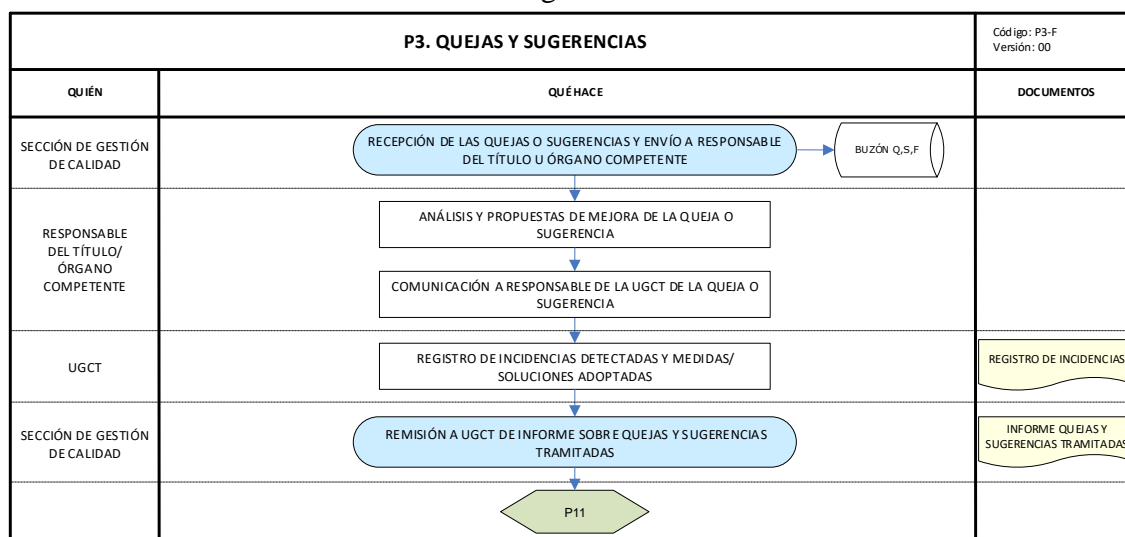 P3. QUEJAS Y SUGERENCIAS
Código: P3-F
Versión: 00
QUIÉN
QUÉ HACE
DOCUMENTOS
SECCIÓN DE GESTIÓN
DE CALIDAD
RECEPCIÓN DE LAS QUEJAS O SUGERENCIAS Y ENVÍO A RESPONSABLE
DEL TÍTULO U ÓRGANO COMPETENTE
BUZÓN Q,S,F
RESPONSABLE
DEL TÍTULO/
ÓRGANO
COMPETENTE
ANÁLISIS Y PROPUESTAS DE MEJORA DE LA QUEJA O
SUGERENCIA
COMUNICACIÓN A RESPONSABLE DE LA UGCT DE LA QUEJA O
SUGERENCIA
UGCT
REGISTRO DE INCIDENCIAS DETECTADAS Y MEDIDAS/
SOLUCIONES ADOPTADAS
REGISTRO DE INCIDENCIAS
SECCIÓN DE GESTIÓN
DE CALIDAD
REMISIÓN A UGCT DE INFORME SOBRE QUEJAS Y SUGERENCIAS
TRAMITADAS
INFORME QUEJAS Y
SUGERENCIAS TRAMITADAS
P11